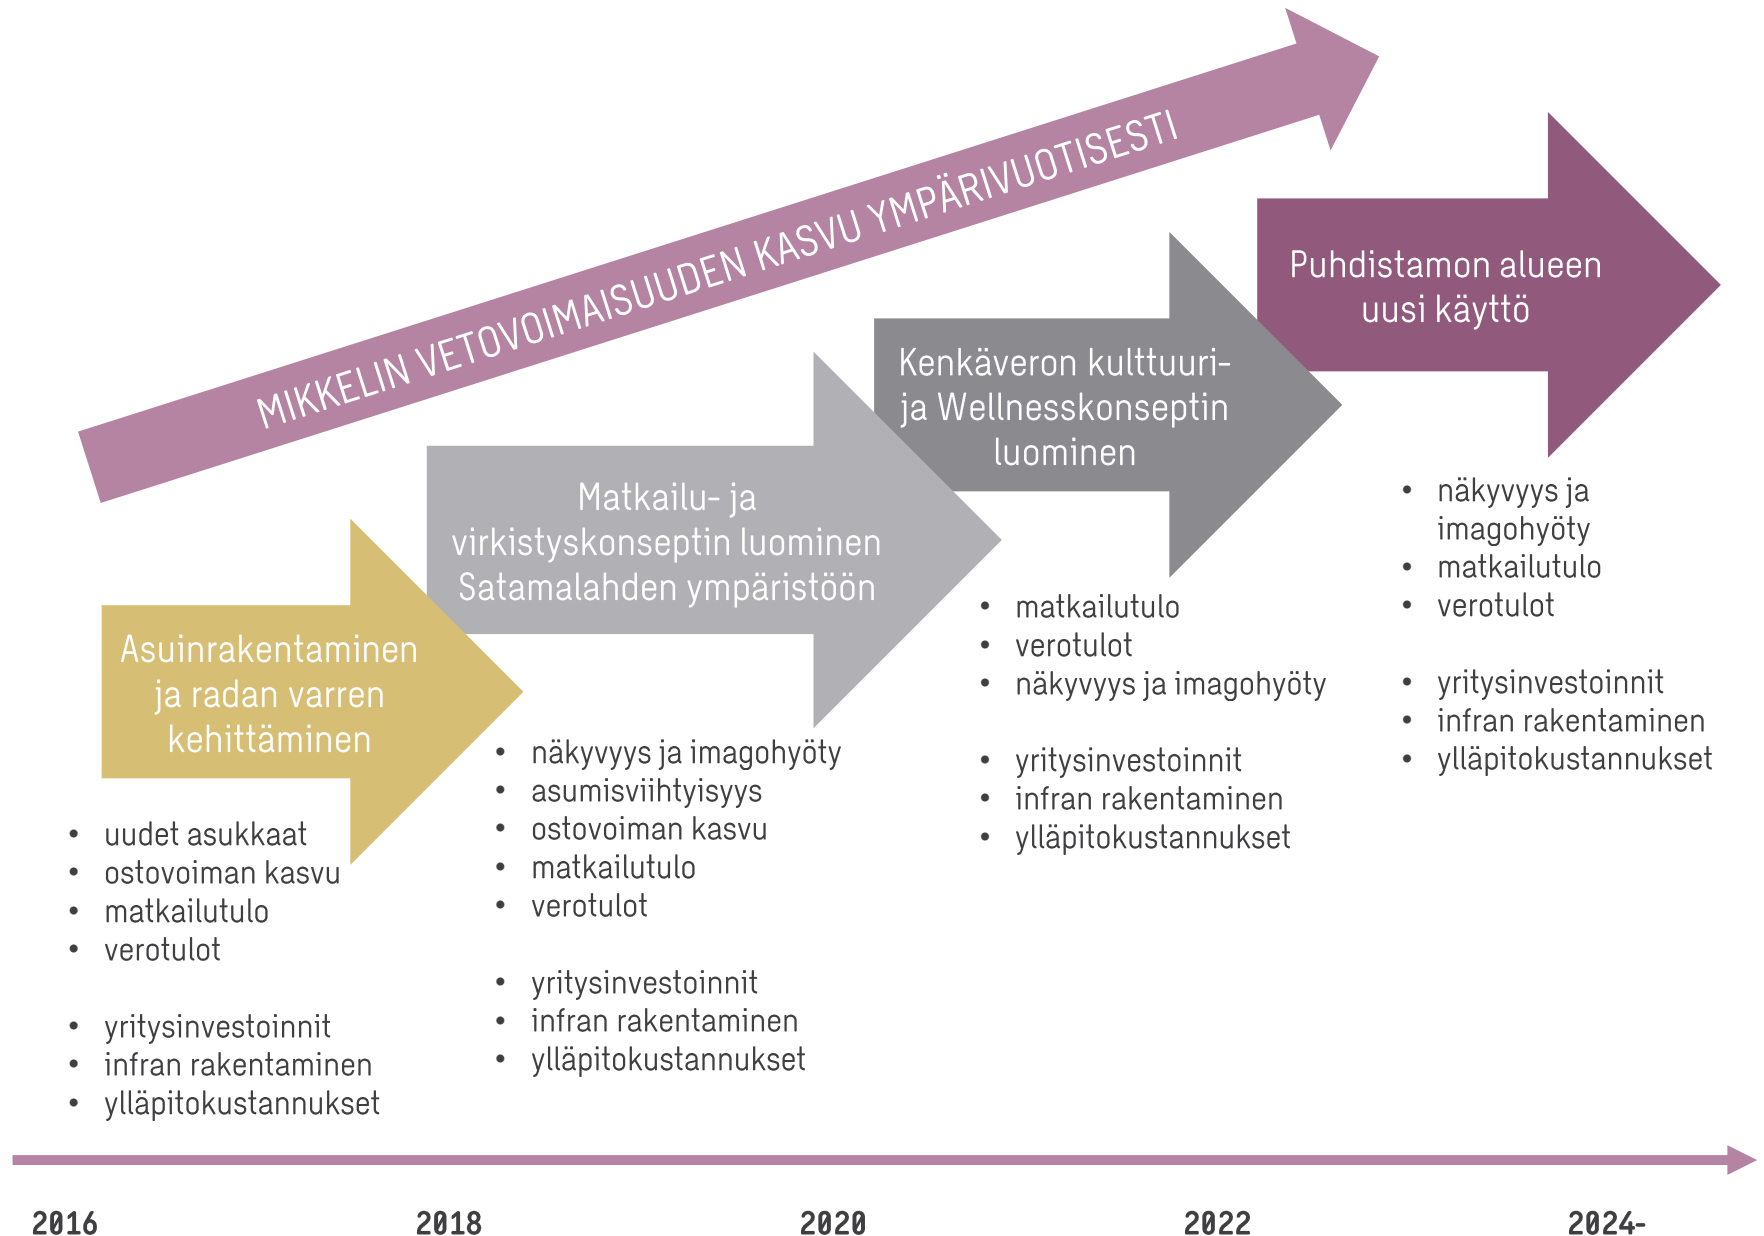 MIKKELIN VETOVOIMAISUUDEN KASVU YMPÄRIVUOTISESTI
Asuinrakentaminen
ja radan varren
kehittäminen
• uudet asukkaat
• ostovoiman kasvu
• matkailutulo
• verotulot
• yritysinvestoinnit
• infran rakentaminen
• ylläpitokustannukset
Matkailu- ja
virkistyskonseptin luominen
Satamalahden ympäristöön
• näkyvyys ja imagohyöty
• asumisviihtyisyys
• ostovoiman kasvu
• matkailutulo
• verotulot
• yritysinvestoinnit
• infran rakentaminen
• ylläpitokustannukset
Kenkäveron kulttuuri-
ja Wellnesskonseptin
luominen
• matkailutulo
• verotulot
• näkyvyys ja imagohyöty
• yritysinvestoinnit
• infran rakentaminen
• ylläpitokustannukset
Puhdistamon alueen
uusi käyttö
• näkyvyys ja
imagohyöty
• matkailutulo
• verotulot
• yritysinvestoinnit
• infran rakentaminen
• ylläpitokustannukset
2016 2018 2020 2022 2024-